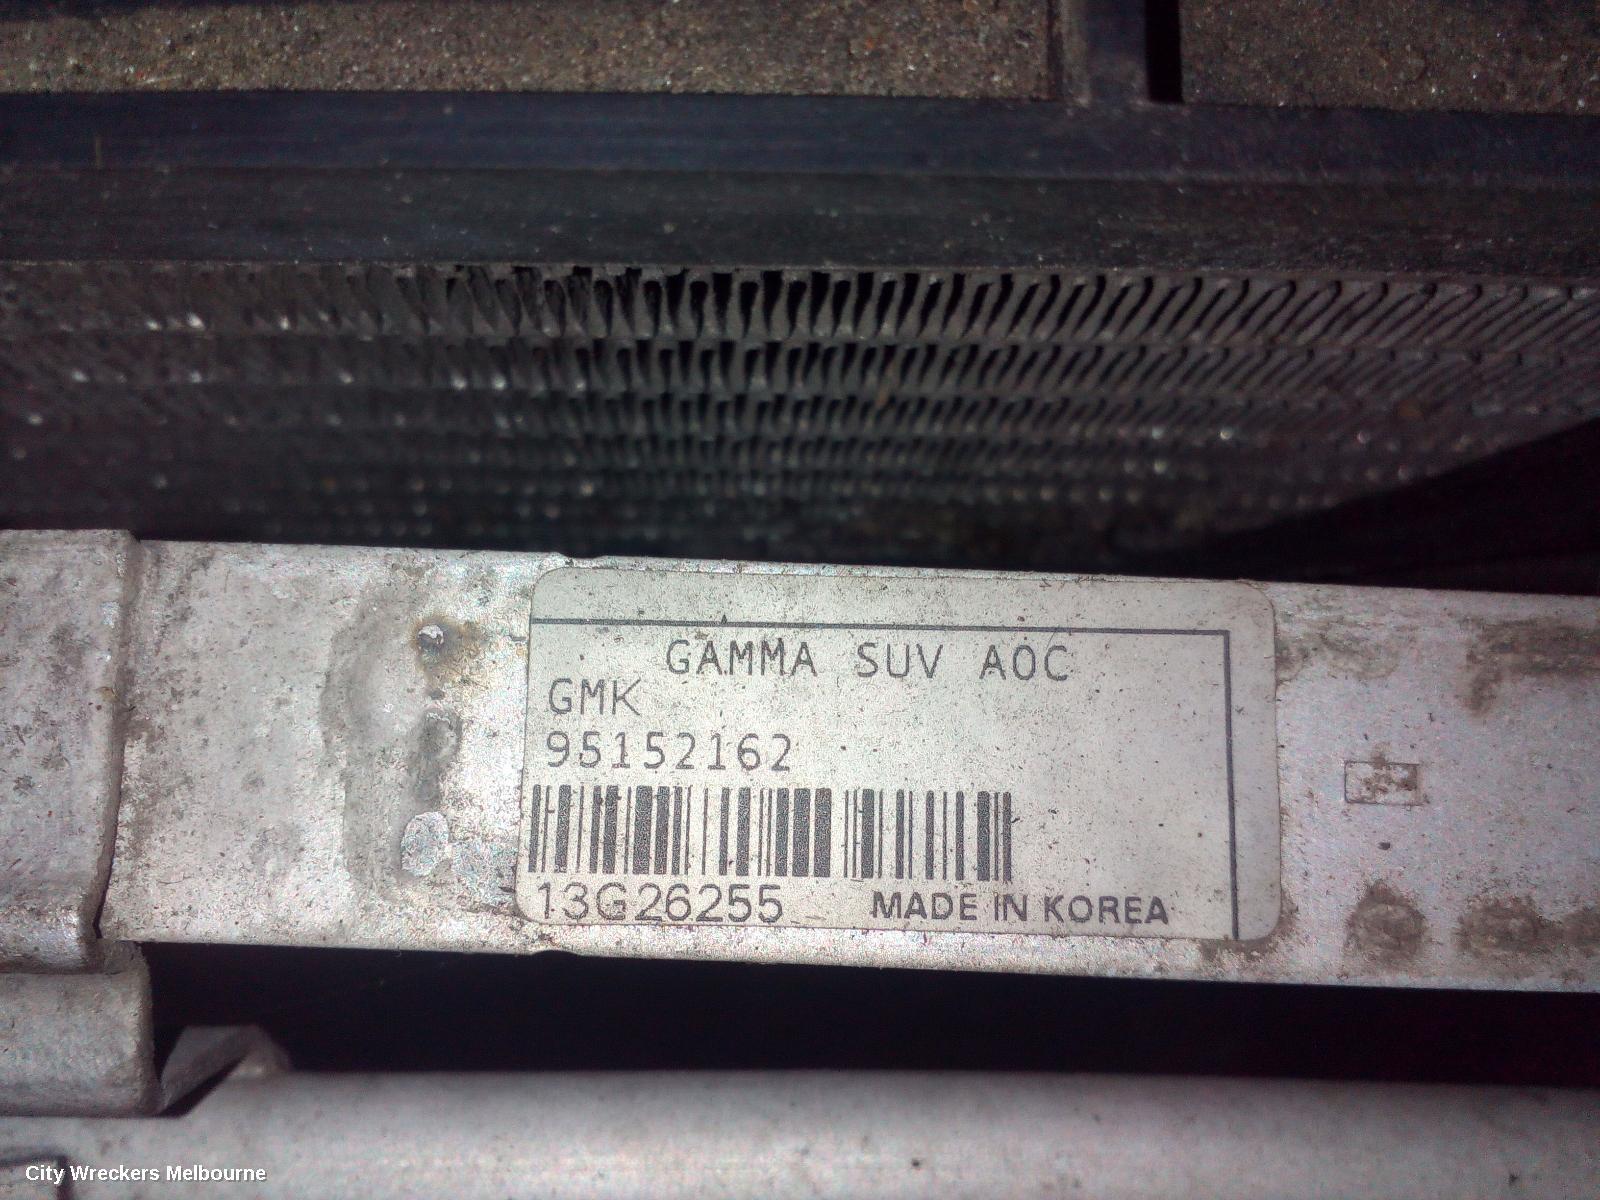 GAMMA SUV AOC
GMK
95152162
13G26255 MADE IN KOREA
City Wreckers Melbourne